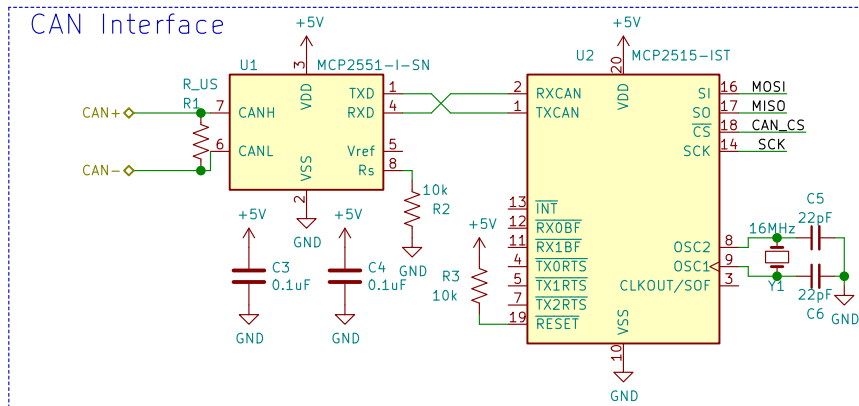 CAN Interface
+5V
+5V
U1
MCP2551-I-SN
U2
MCP2515-IST
3
20
R_US
R1
VDD
TXD
1
2
RXCAN
VDD
SI
16
MOSI
CAN+
7
CANH
RXD
4
1
TXCAN
SO
17
MISO
CS
18
CAN_CS
CAN-
6
CANL
Vref
5
SCK
14
SCK
VSS
Rs
8
2
10k
R2
GND
13
INT
12
RX0BF
11
RX1BF
4
TX0RTS
5
TX1RTS
7
TX2RTS
19
RESET
+5V
+5V
+5V
C5
22pF
16MHz
OSC2
8
OSC1
9
CLKOUT/SOF
3
Y1
22pF
C6
GND
GND
C3
0.1uF
C4
0.1uF
R3
10k
GND
GND
VSS
10
GND